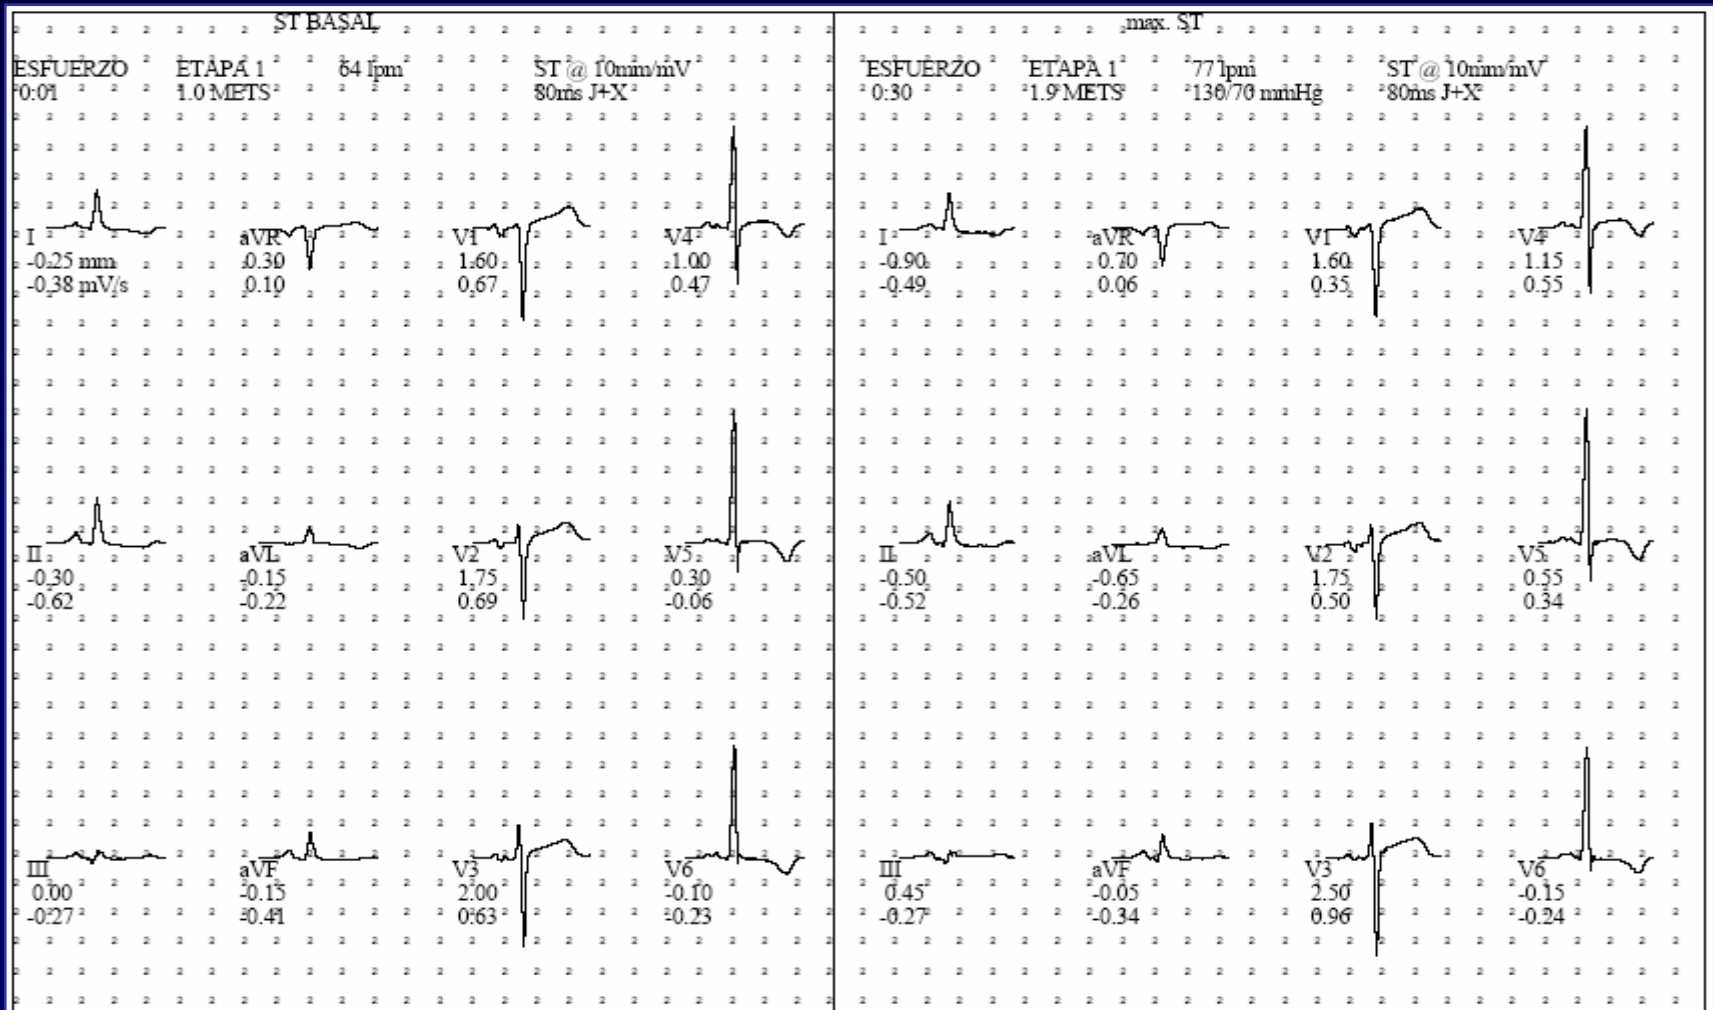 ST BASAL
ESFUERZO ETAPA 1 64 lpm ST @ 10mm/mV
0:01 1.0 METS 80ms J+X
I aVR V1 V4
-0.25 mm 0.30 1.60 1.00
-0.38 mV/s 0.10 0.67 0.47
II aVL V2 V5
-0.30 -0.15 1.75 0.30
-0.62 -0.22 0.69 -0.06
III aVF V3 V6
0.00 -0.15 2.00 -0.10
-0.27 -0.41 0.63 -0.23
max. ST
ESFUERZO ETAPA 1 77 lpm ST @ 10mm/mV
0:30 1.9 METS 130/70 mmHg 80ms J+X
I aVR V1 V4
-0.90 0.70 1.60 1.15
-0.49 0.06 0.35 0.55
II aVL V2 V5
-0.50 -0.65 1.75 0.55
-0.52 -0.26 0.50 0.34
III aVF V3 V6
0.45 -0.05 2.50 -0.15
-0.27 -0.34 0.96 -0.24